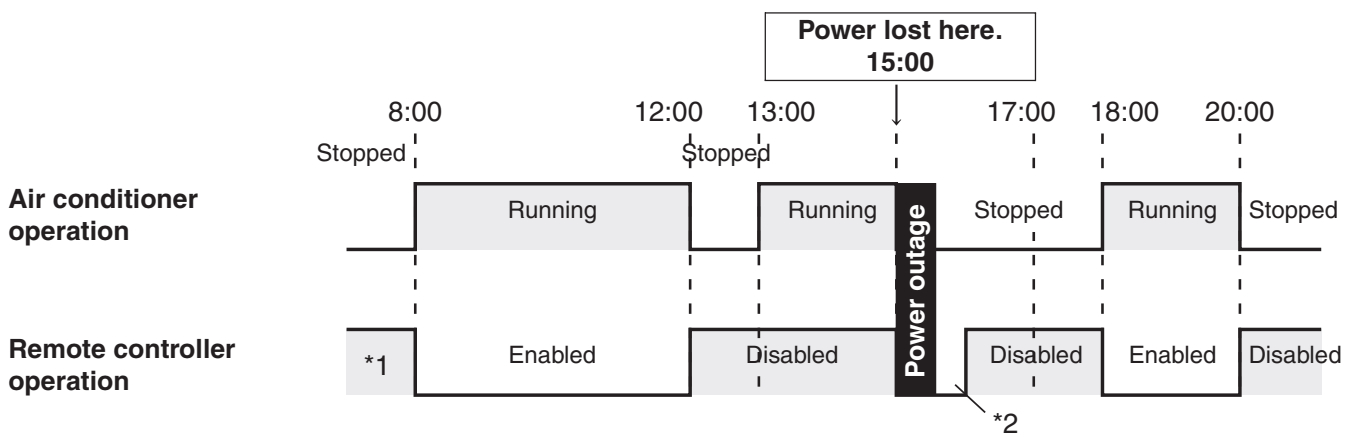 Power lost here.
15:00
8:00 12:00 13:00 17:00 18:00 20:00
Stopped Stopped
Air conditioner
operation
Running Running Stopped Running Stopped
Power outage
Remote controller
operation
*1 Enabled Disabled Disabled Enabled Disabled
*2